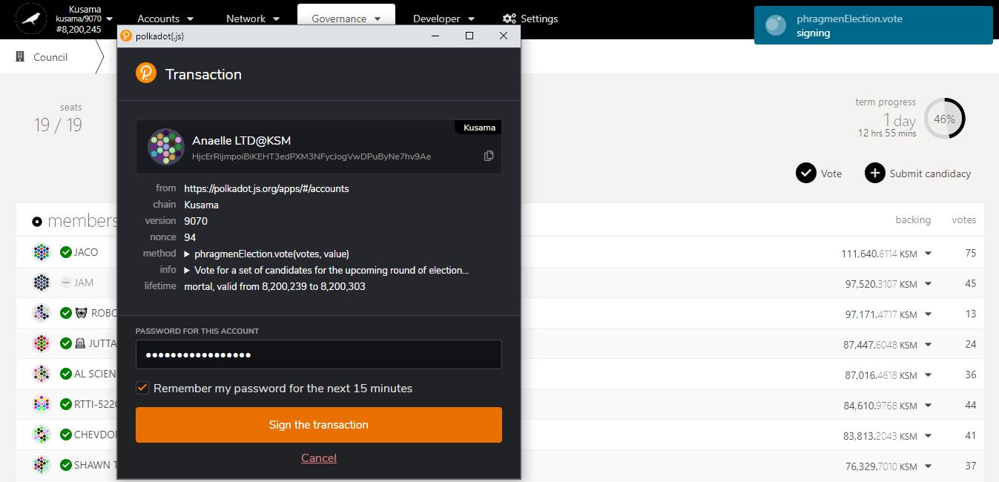 Kusama
kusama/9070
#8,200,245
Accounts
Network
Governance
Developer
Settings
phragmenElection.vote
signing
polkadot{.js}
Council
Transaction
seats
19 / 19
term progress
1 day
12 hrs 55 mins
46%
Kusama
Anaelle LTD@KSM
HjcErRijmpoiBiKEHT3edPXM3NFycJogVwDPuByNe7hv9Ae
Vote
Submit candidacy
from https://polkadot.js.org/apps/#/accounts
chain Kusama
version 9070
nonce 94
method phragmenElection.vote(votes, value)
info Vote for a set of candidates for the upcoming round of election...
lifetime mortal, valid from 8,200,239 to 8,200,303
PASSWORD FOR THIS ACCOUNT
Remember my password for the next 15 minutes
Sign the transaction
Cancel
members
backing votes
JACO 111,640.6114 KSM 75
JAM 97,520.3107 KSM 45
ROBO 97,171.4717 KSM 13
JUTTA 87,447.6048 KSM 24
AL SCIEN 87,016.4618 KSM 36
RTTI-5220 84,610.9768 KSM 44
CHEVDOR 83,813.2043 KSM 41
SHAWN T 76,329.7010 KSM 37